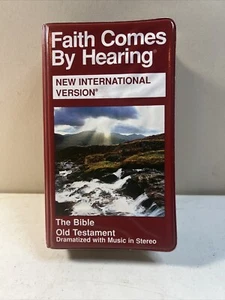 Faith Comes
By Hearing®
NEW INTERNATIONAL
VERSION®
The Bible
Old Testament
Dramatized with Music in Stereo